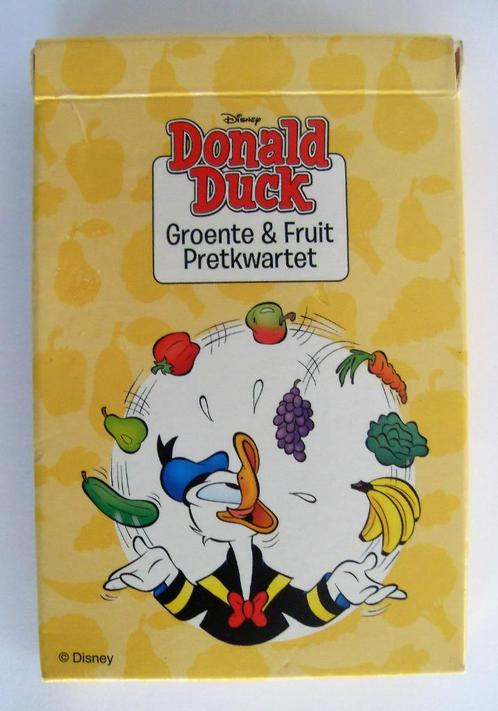 Disney
Donald
Duck
Groente & Fruit
Pretkwartet
© Disney